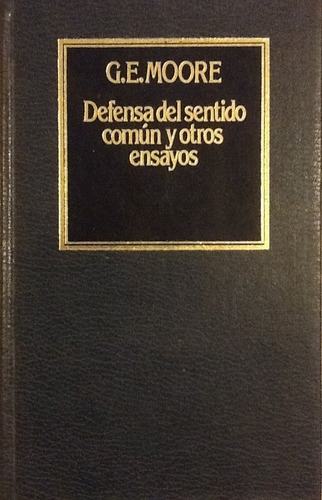 G.E. MOORE
Defensa del sentido
común y otros
ensayos